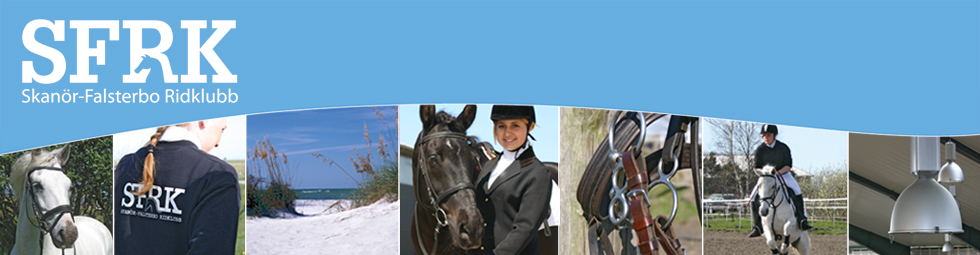 SFRK
Skanör-Falsterbo Ridklubb
SFRK
SKANÖR-FALSTERBO RIDKLUBB